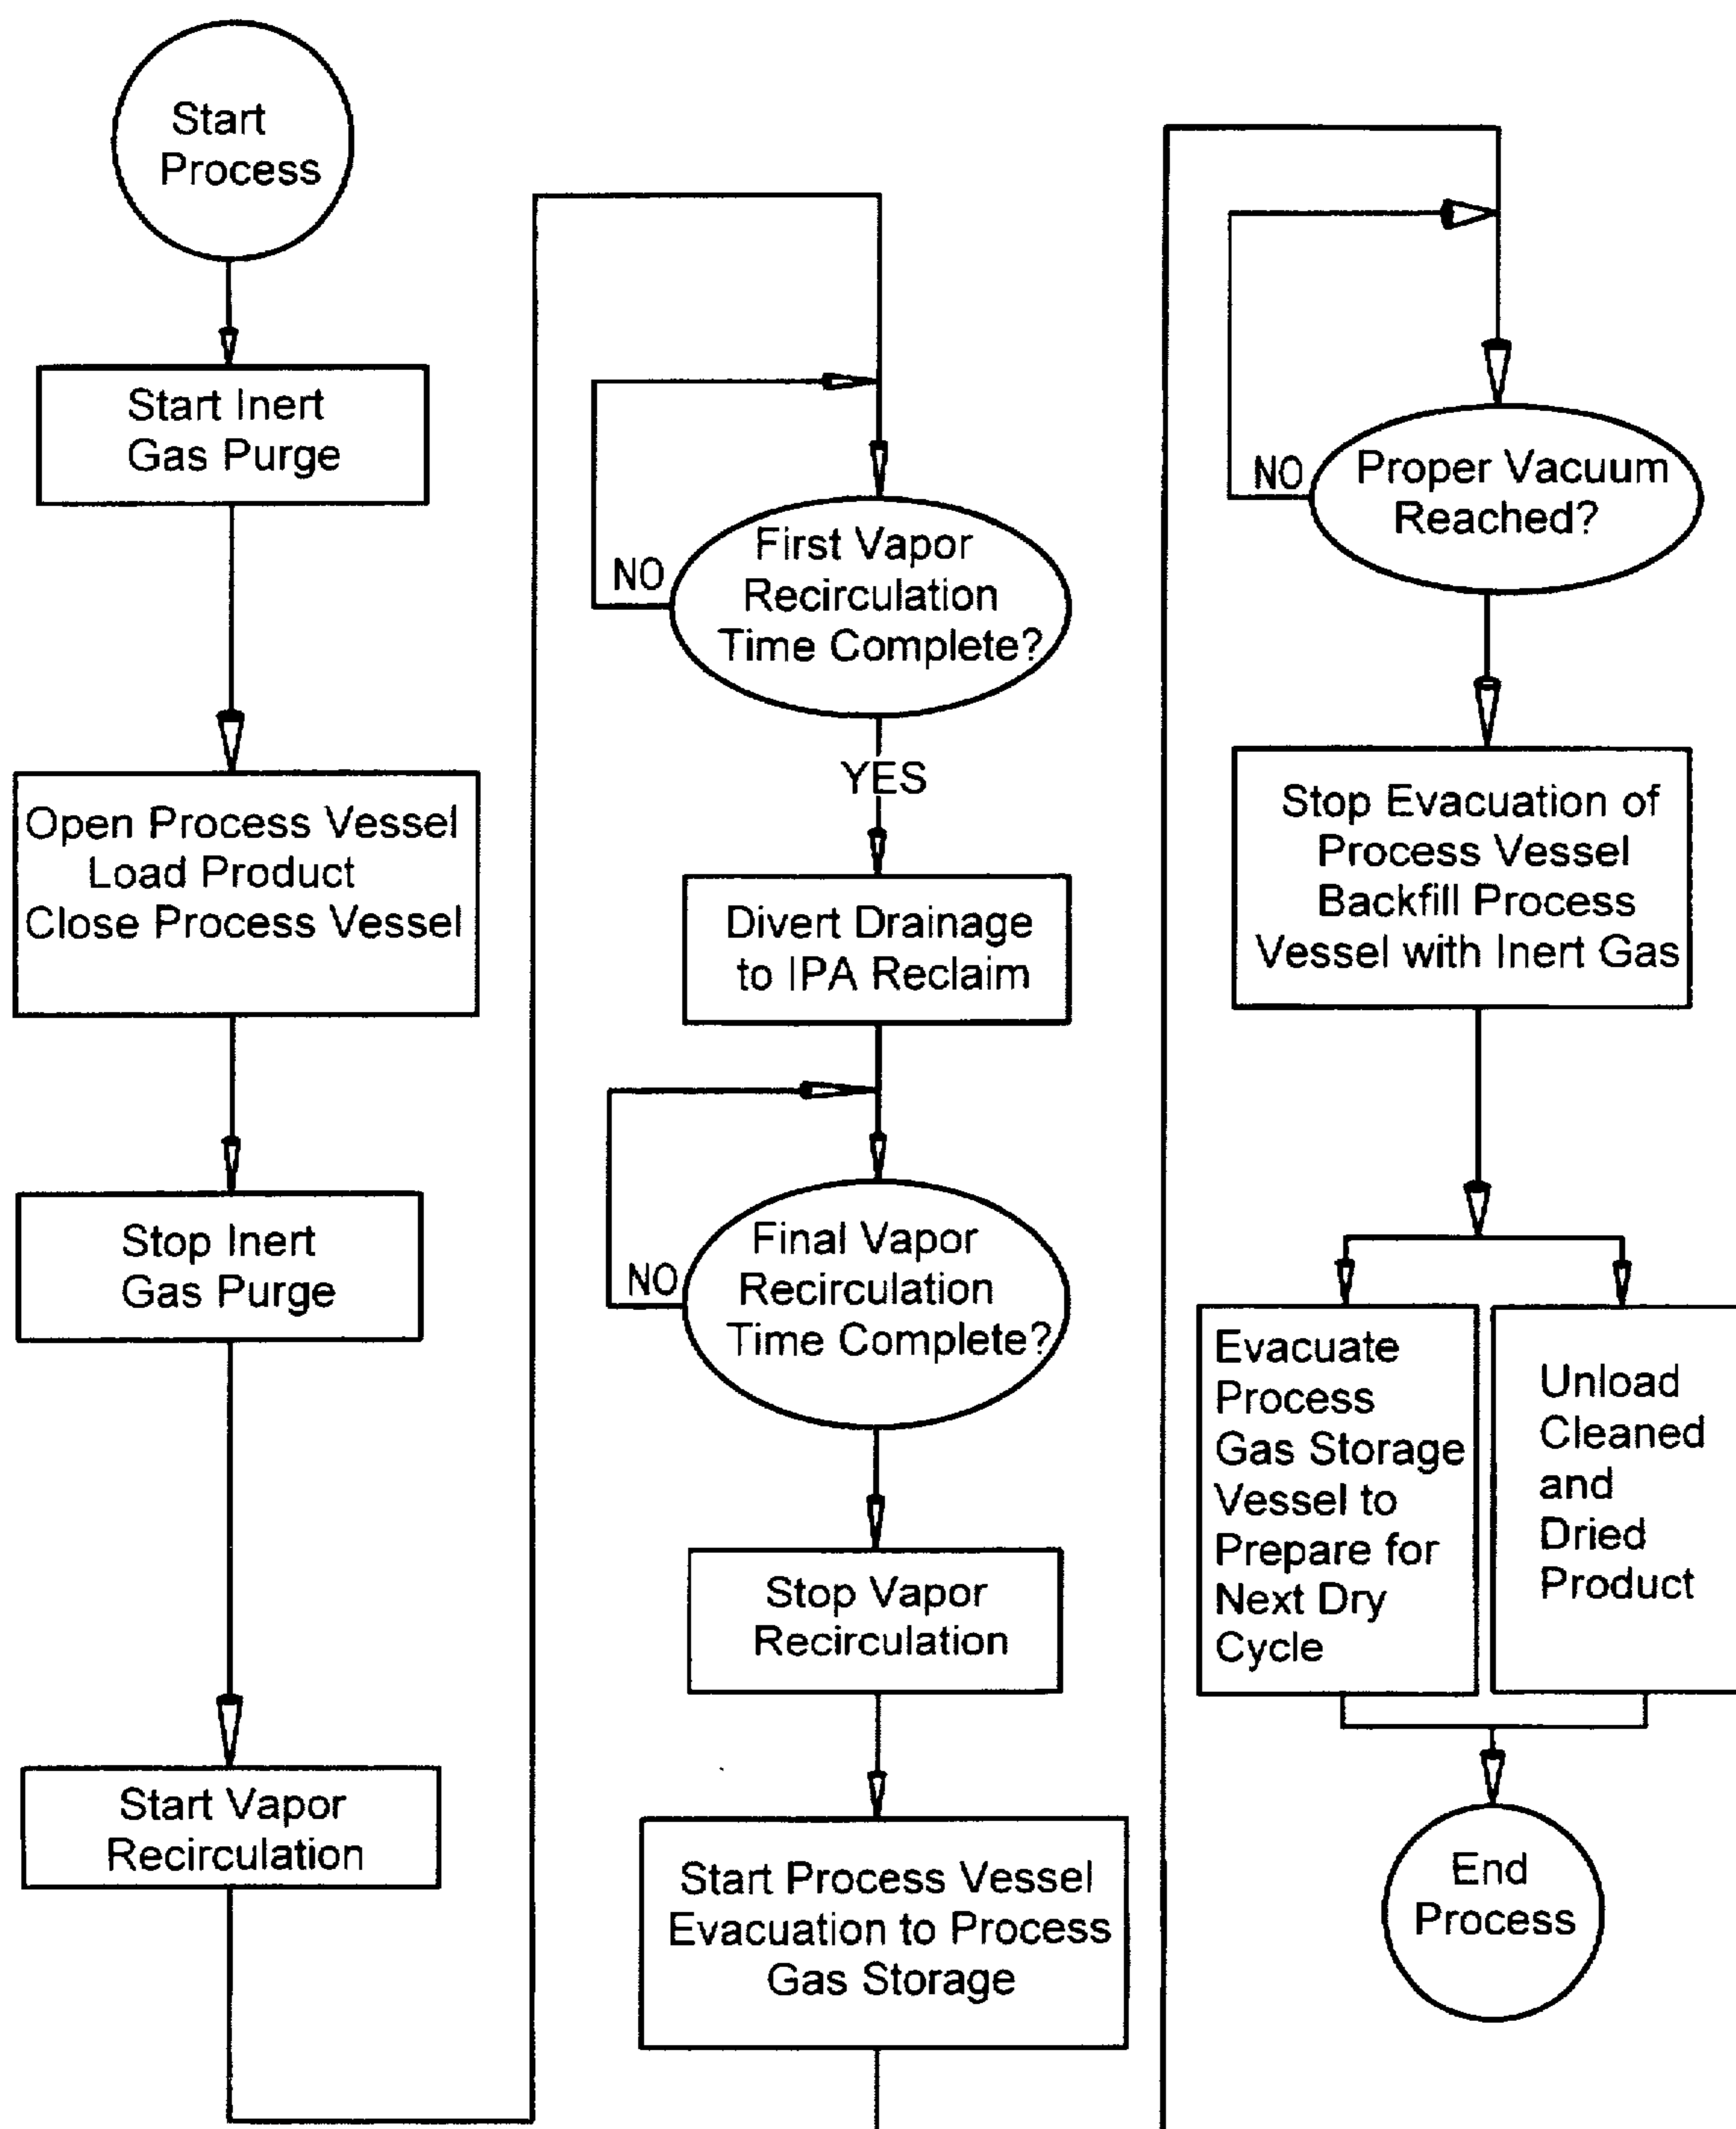 Start
Process
Start Inert
Gas Purge
Open Process Vessel
Load Product
Close Process Vessel
Stop Inert
Gas Purge
Start Vapor
Recirculation
First Vapor
Recirculation
Time Complete?
NO
YES
Divert Drainage
to IPA Reclaim
Final Vapor
Recirculation
Time Complete?
NO
Stop Vapor
Recirculation
Start Process Vessel
Evacuation to Process
Gas Storage
Proper Vacuum
Reached?
NO
Stop Evacuation of
Process Vessel
Backfill Process
Vessel with Inert Gas
Evacuate
Process
Gas Storage
Vessel to
Prepare for
Next Dry
Cycle
Unload
Cleaned
and
Dried
Product
End
Process